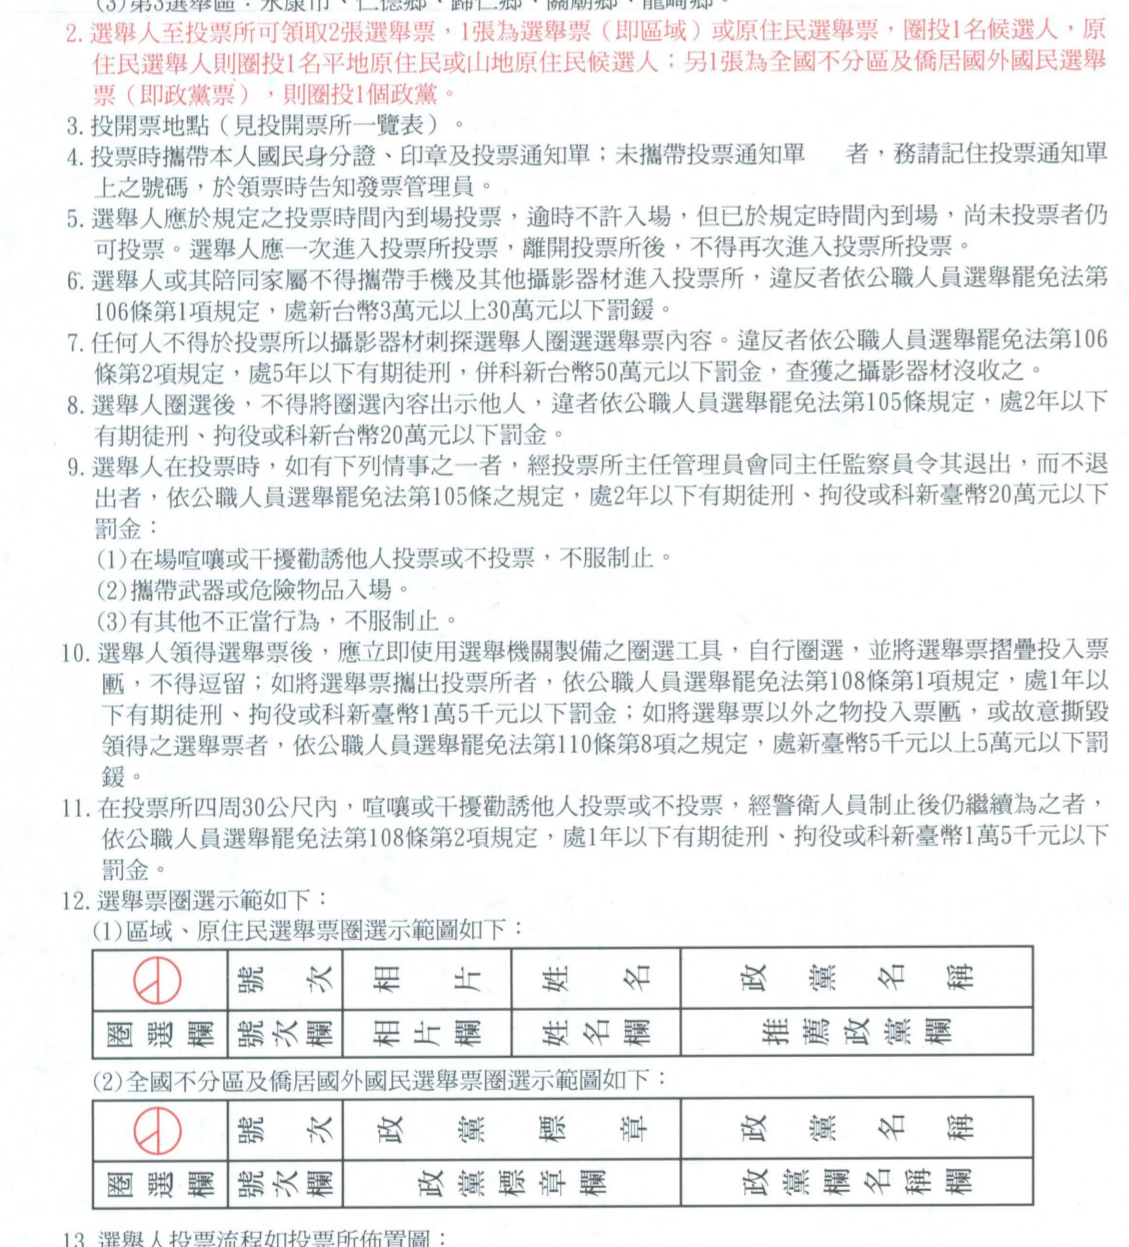 (3)第3選舉區：永康市、仁德鄉、歸仁鄉、關廟鄉、龍崎鄉。
2.選舉人至投票所可領取2張選舉票，1張為選舉票（即區域）或原住民選舉票，圈投1名候選人，原
住民選舉人則圈投1名平地原住民或山地原住民候選人；另1張為全國不分區及僑居國外國民選舉
票（即政黨票），則圈投1個政黨。
3.投開票地點（見投開票所一覽表）。
4.投票時攜帶本人國民身分證、印章及投票通知單；未攜帶投票通知單　者，務請記住投票通知單
上之號碼，於領票時告知發票管理員。
5.選舉人應於規定之投票時間內到場投票，逾時不許入場，但已於規定時間內到場，尚未投票者仍
可投票。選舉人應一次進入投票所投票，離開投票所後，不得再次進入投票所投票。
6.選舉人或其陪同家屬不得攜帶手機及其他攝影器材進入投票所，違反者依公職人員選舉罷免法第
106條第1項規定，處新台幣3萬元以上30萬元以下罰鍰。
7.任何人不得於投票所以攝影器材刺探選舉人圈選選舉票內容。違反者依公職人員選舉罷免法第106
條第2項規定，處5年以下有期徒刑，併科新台幣50萬元以下罰金，查獲之攝影器材沒收之。
8.選舉人圈選後，不得將圈選內容出示他人，違者依公職人員選舉罷免法第105條規定，處2年以下
有期徒刑、拘役或科新台幣20萬元以下罰金。
9.選舉人在投票時，如有下列情事之一者，經投票所主任管理員會同主任監察員令其退出，而不退
出者，依公職人員選舉罷免法第105條之規定，處2年以下有期徒刑、拘役或科新臺幣20萬元以下
罰金：
(1)在場喧嚷或干擾勸誘他人投票或不投票，不服制止。
(2)攜帶武器或危險物品入場。
(3)有其他不正當行為，不服制止。
10.選舉人領得選舉票後，應立即使用選舉機關製備之圈選工具，自行圈選，並將選舉票摺疊投入票
匭，不得逗留；如將選舉票攜出投票所者，依公職人員選舉罷免法第108條第1項規定，處1年以
下有期徒刑、拘役或科新臺幣1萬5千元以下罰金；如將選舉票以外之物投入票匭，或故意撕毀
領得之選舉票者，依公職人員選舉罷免法第110條第8項之規定，處新臺幣5千元以上5萬元以下罰
鍰。
11.在投票所四周30公尺內，喧嚷或干擾勸誘他人投票或不投票，經警衛人員制止後仍繼續為之者，
依公職人員選舉罷免法第108條第2項規定，處1年以下有期徒刑、拘役或科新臺幣1萬5千元以下
罰金。
12.選舉票圈選示範如下：
(1)區域、原住民選舉票圈選示範圖如下：
號次 相片 姓名 政黨名稱
圈選欄 號次欄 相片欄 姓名欄 推薦政黨欄
(2)全國不分區及僑居國外國民選舉票圈選示範圖如下：
號次 政黨標章 政黨名稱
圈選欄 號次欄 政黨標章欄 政黨欄名稱欄
13.選舉人投票流程如投票所佈置圖：